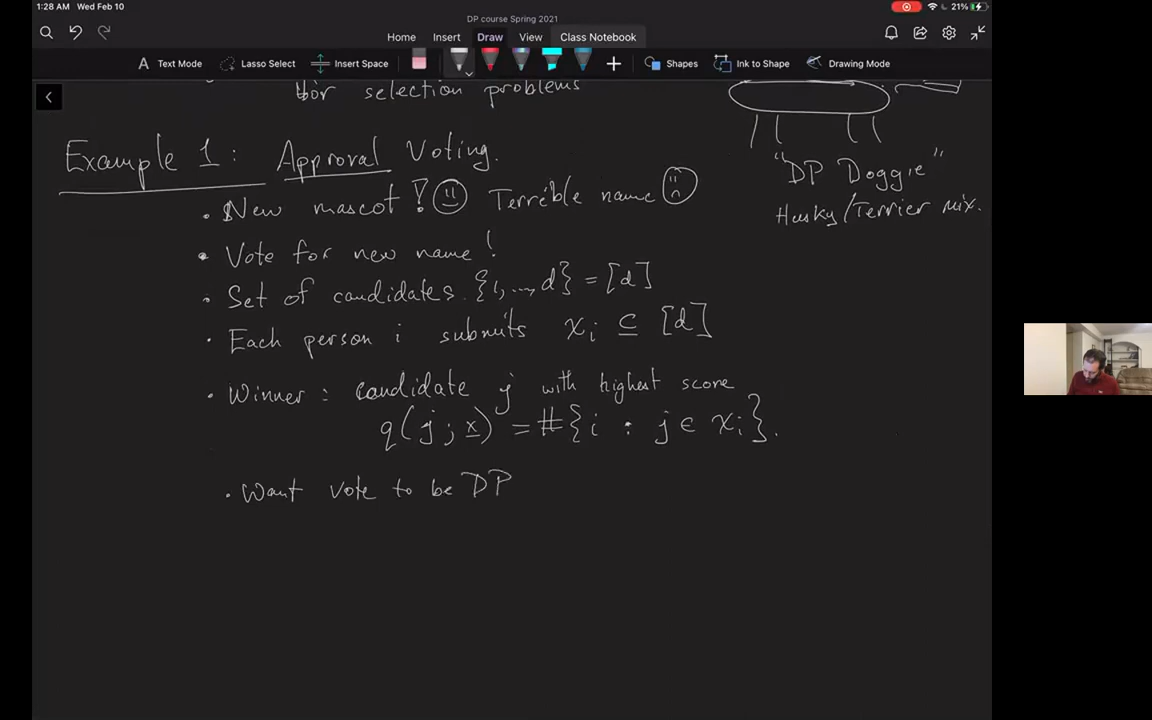 1:28 AM Wed Feb 10
21%
DP course Spring 2021
Home Insert Draw View Class Notebook
Text Mode Lasso Select Insert Space Shapes Ink to Shape Drawing Mode
for selection problems
Example 1: Approval Voting.
• New mascot! Terrible name
"DP Doggie"
Husky/Terrier mix.
• Vote for new name!
• Set of candidates. {1, ..., d} = [d]
• Each person i submits x_i ⊆ [d]
• Winner: candidate j with highest score
q(j; x) = #{i : j ∈ x_i}.
• Want vote to be DP